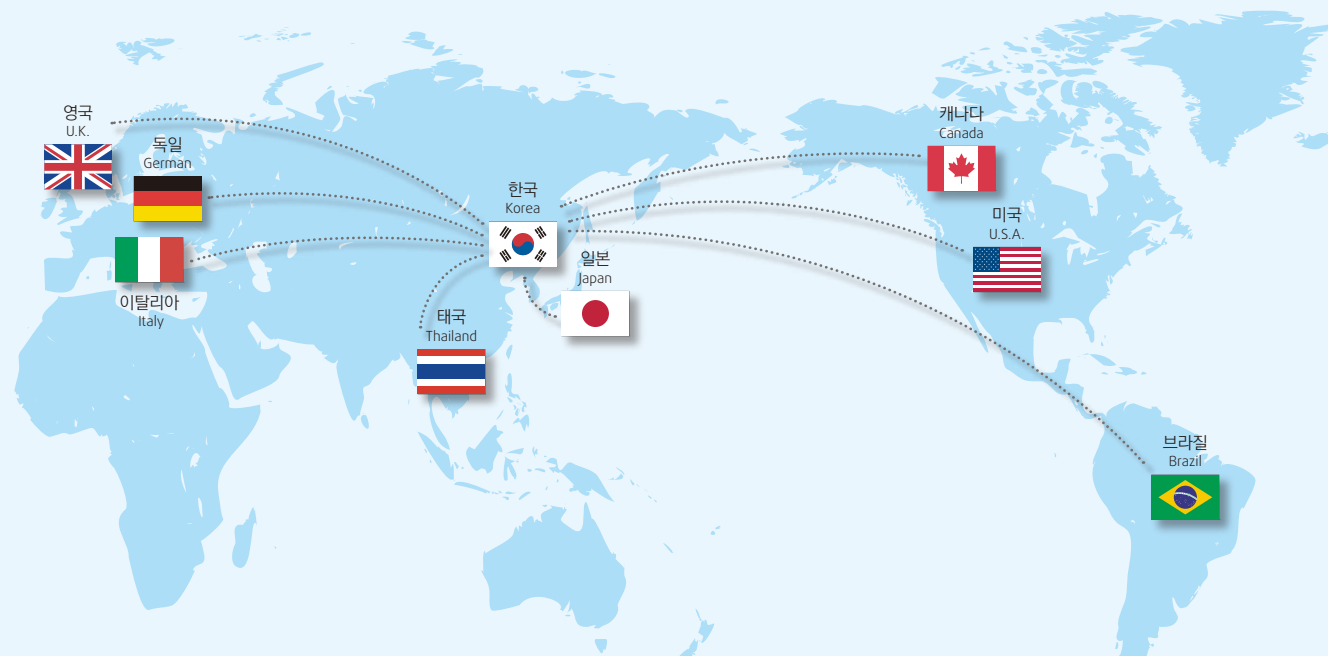 영국
U.K.
독일
German
이탈리아
Italy
한국
Korea
일본
Japan
태국
Thailand
캐나다
Canada
미국
U.S.A.
브라질
Brazil